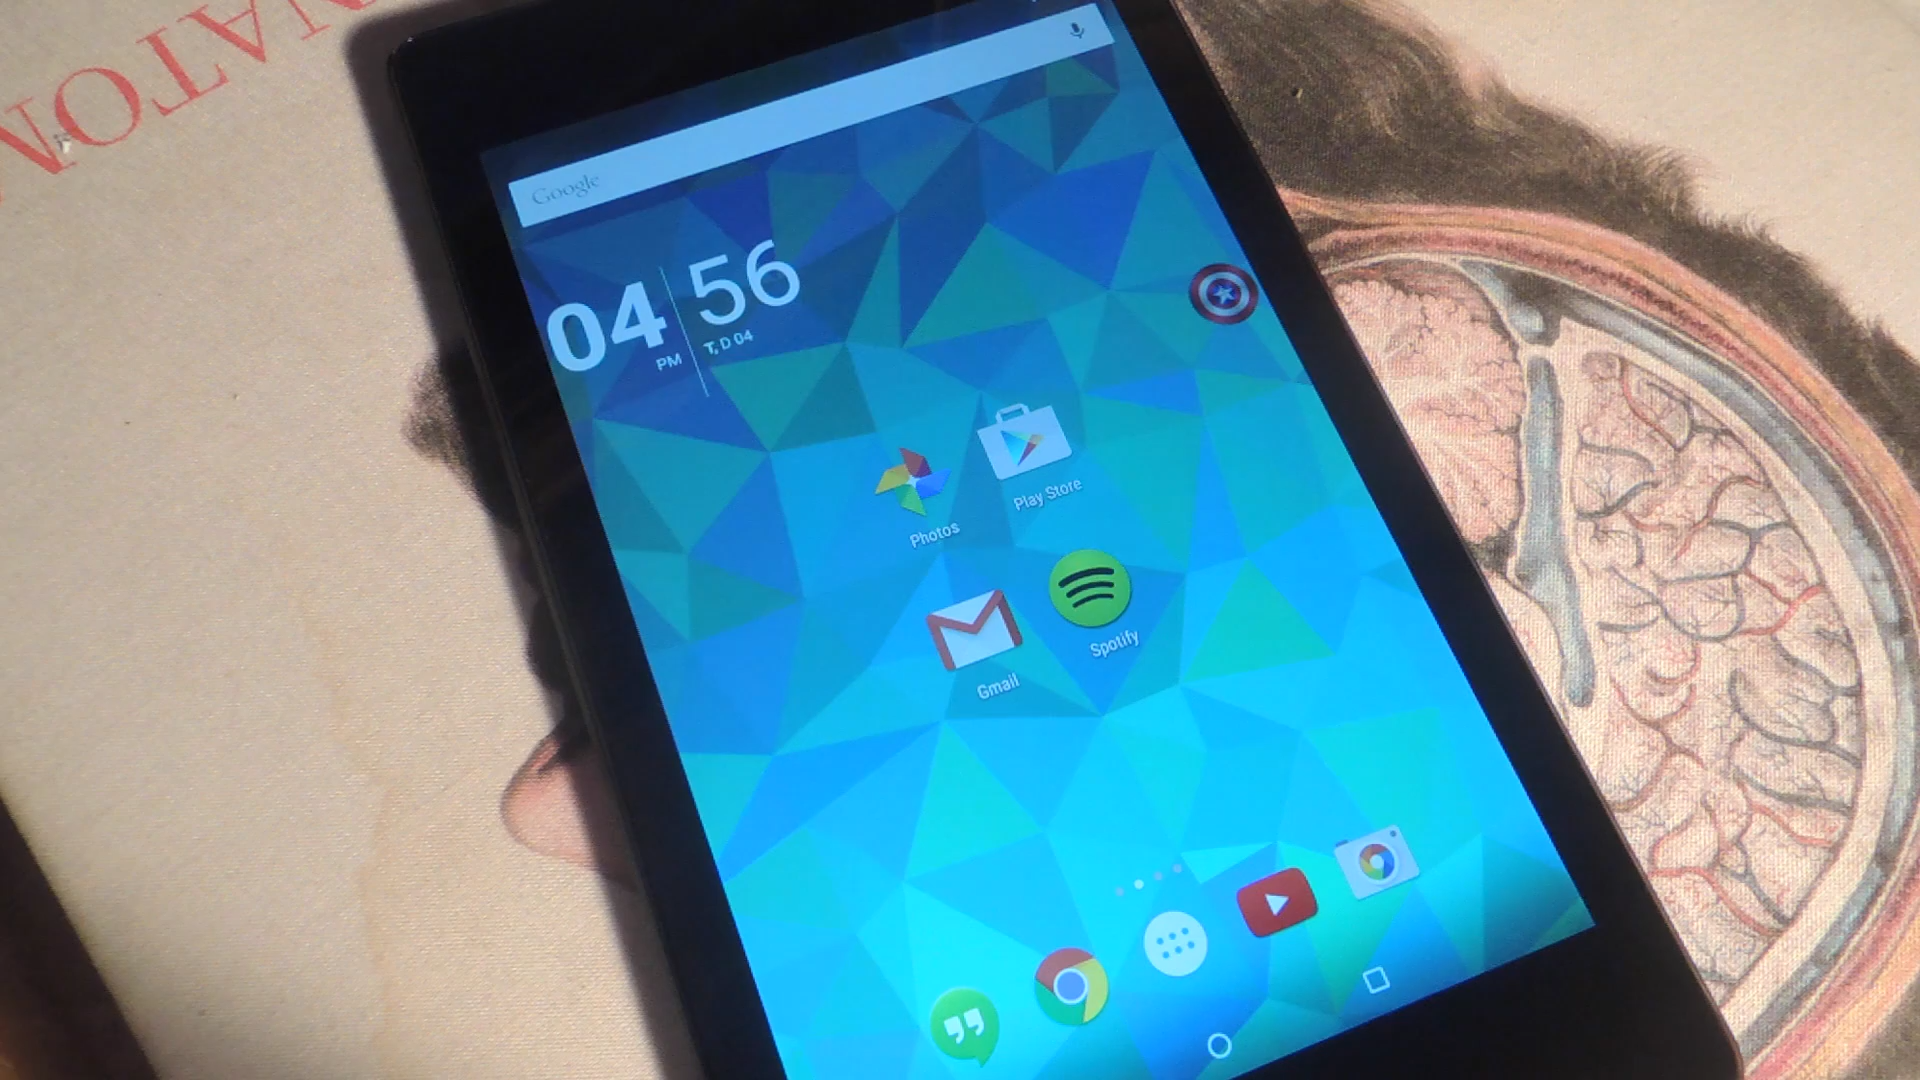 NATOM
Google
04
56
PM
T, D 04
Photos
Play Store
Gmail
Spotify